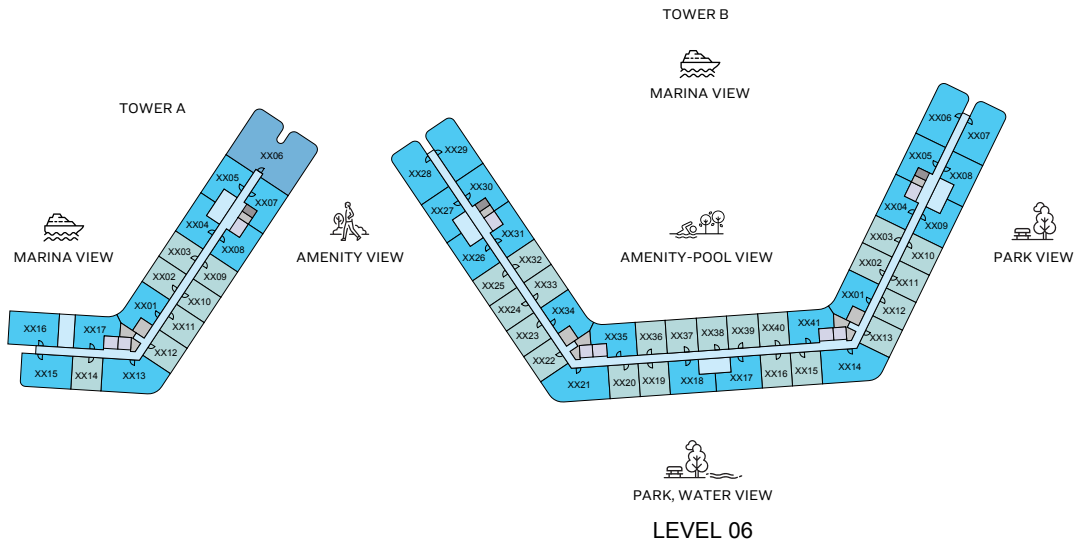 TOWER B
MARINA VIEW
TOWER A
XX06
XX05
XX07
XX04
XX08
XX03
XX02
XX09
XX01
XX10
XX11
XX12
XX16
XX17
XX15
XX14
XX13
MARINA VIEW
AMENITY VIEW
XX29
XX28
XX30
XX27
XX31
XX26
XX32
XX25
XX33
XX24
XX34
XX23
XX22
XX21
XX35
XX36
XX37
XX38
XX39
XX40
XX41
XX20
XX19
XX18
XX17
XX16
XX15
XX14
AMENITY-POOL VIEW
XX06
XX07
XX05
XX08
XX04
XX09
XX03
XX10
XX02
XX11
XX01
XX12
XX13
PARK VIEW
PARK, WATER VIEW
LEVEL 06